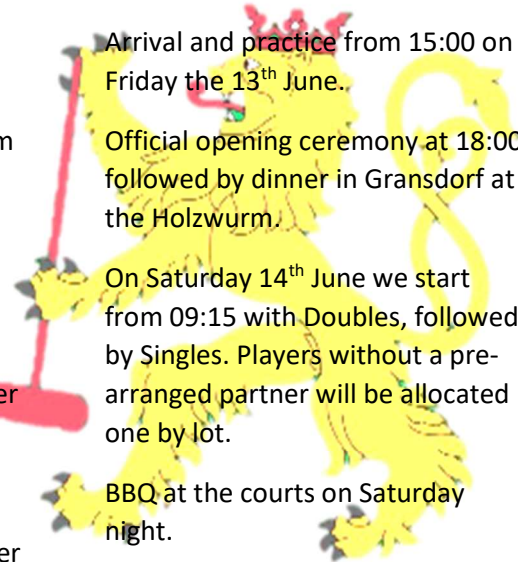 Arrival and practice from 15:00 on
Friday the 13th June.
m
Official opening ceremony at 18:00
followed by dinner in Gransdorf at
the Holzwurm.
On Saturday 14th June we start
from 09:15 with Doubles, followed
by Singles. Players without a pre-
er
arranged partner will be allocated
one by lot.
BBQ at the courts on Saturday
night.
er